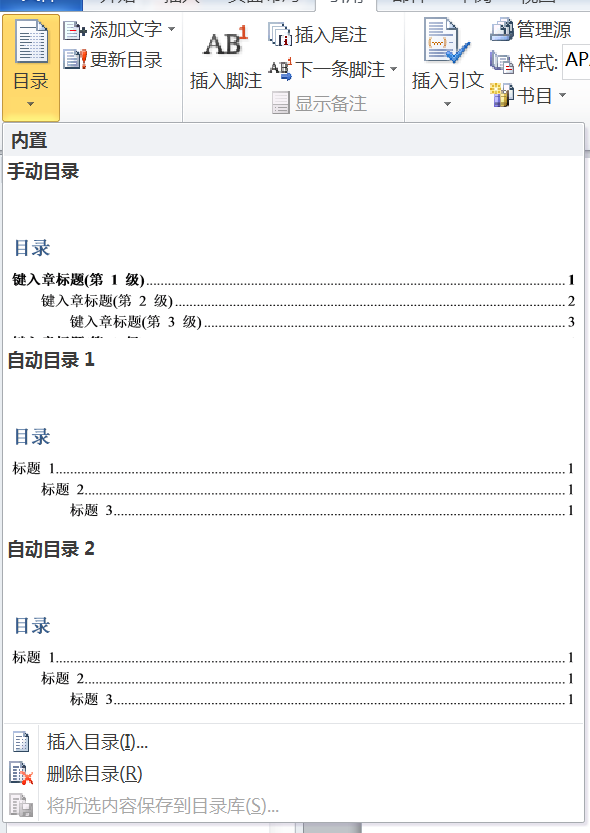 添加文字
更新目录
目录
AB1
插入脚注
插入尾注
AB1 下一条脚注
显示备注
插入引文
管理源
样式: AP
书目
内置
手动目录
目录
键入章标题(第 1 级)........................1
键入章标题(第 2 级)........................2
键入章标题(第 3 级)........................3
自动目录 1
目录
标题 1........................1
标题 2........................1
标题 3........................1
自动目录 2
目录
标题 1........................1
标题 2........................1
标题 3........................1
插入目录(I)...
删除目录(R)
将所选内容保存到目录库(S)...